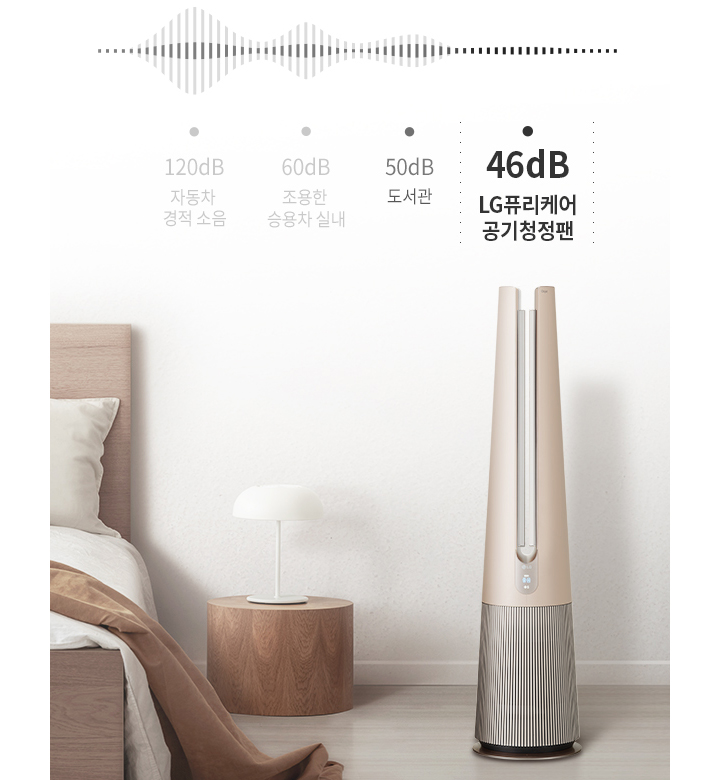 120dB
자동차
경적 소음
60dB
조용한
승용차 실내
50dB
도서관
46dB
LG퓨리케어
공기청정팬